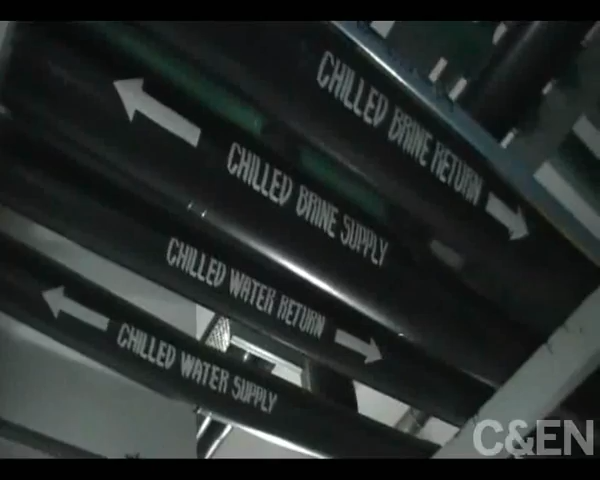 CHILLED BRINE RETURN
CHILLED BRINE SUPPLY
CHILLED WATER RETURN
CHILLED WATER SUPPLY
C&EN